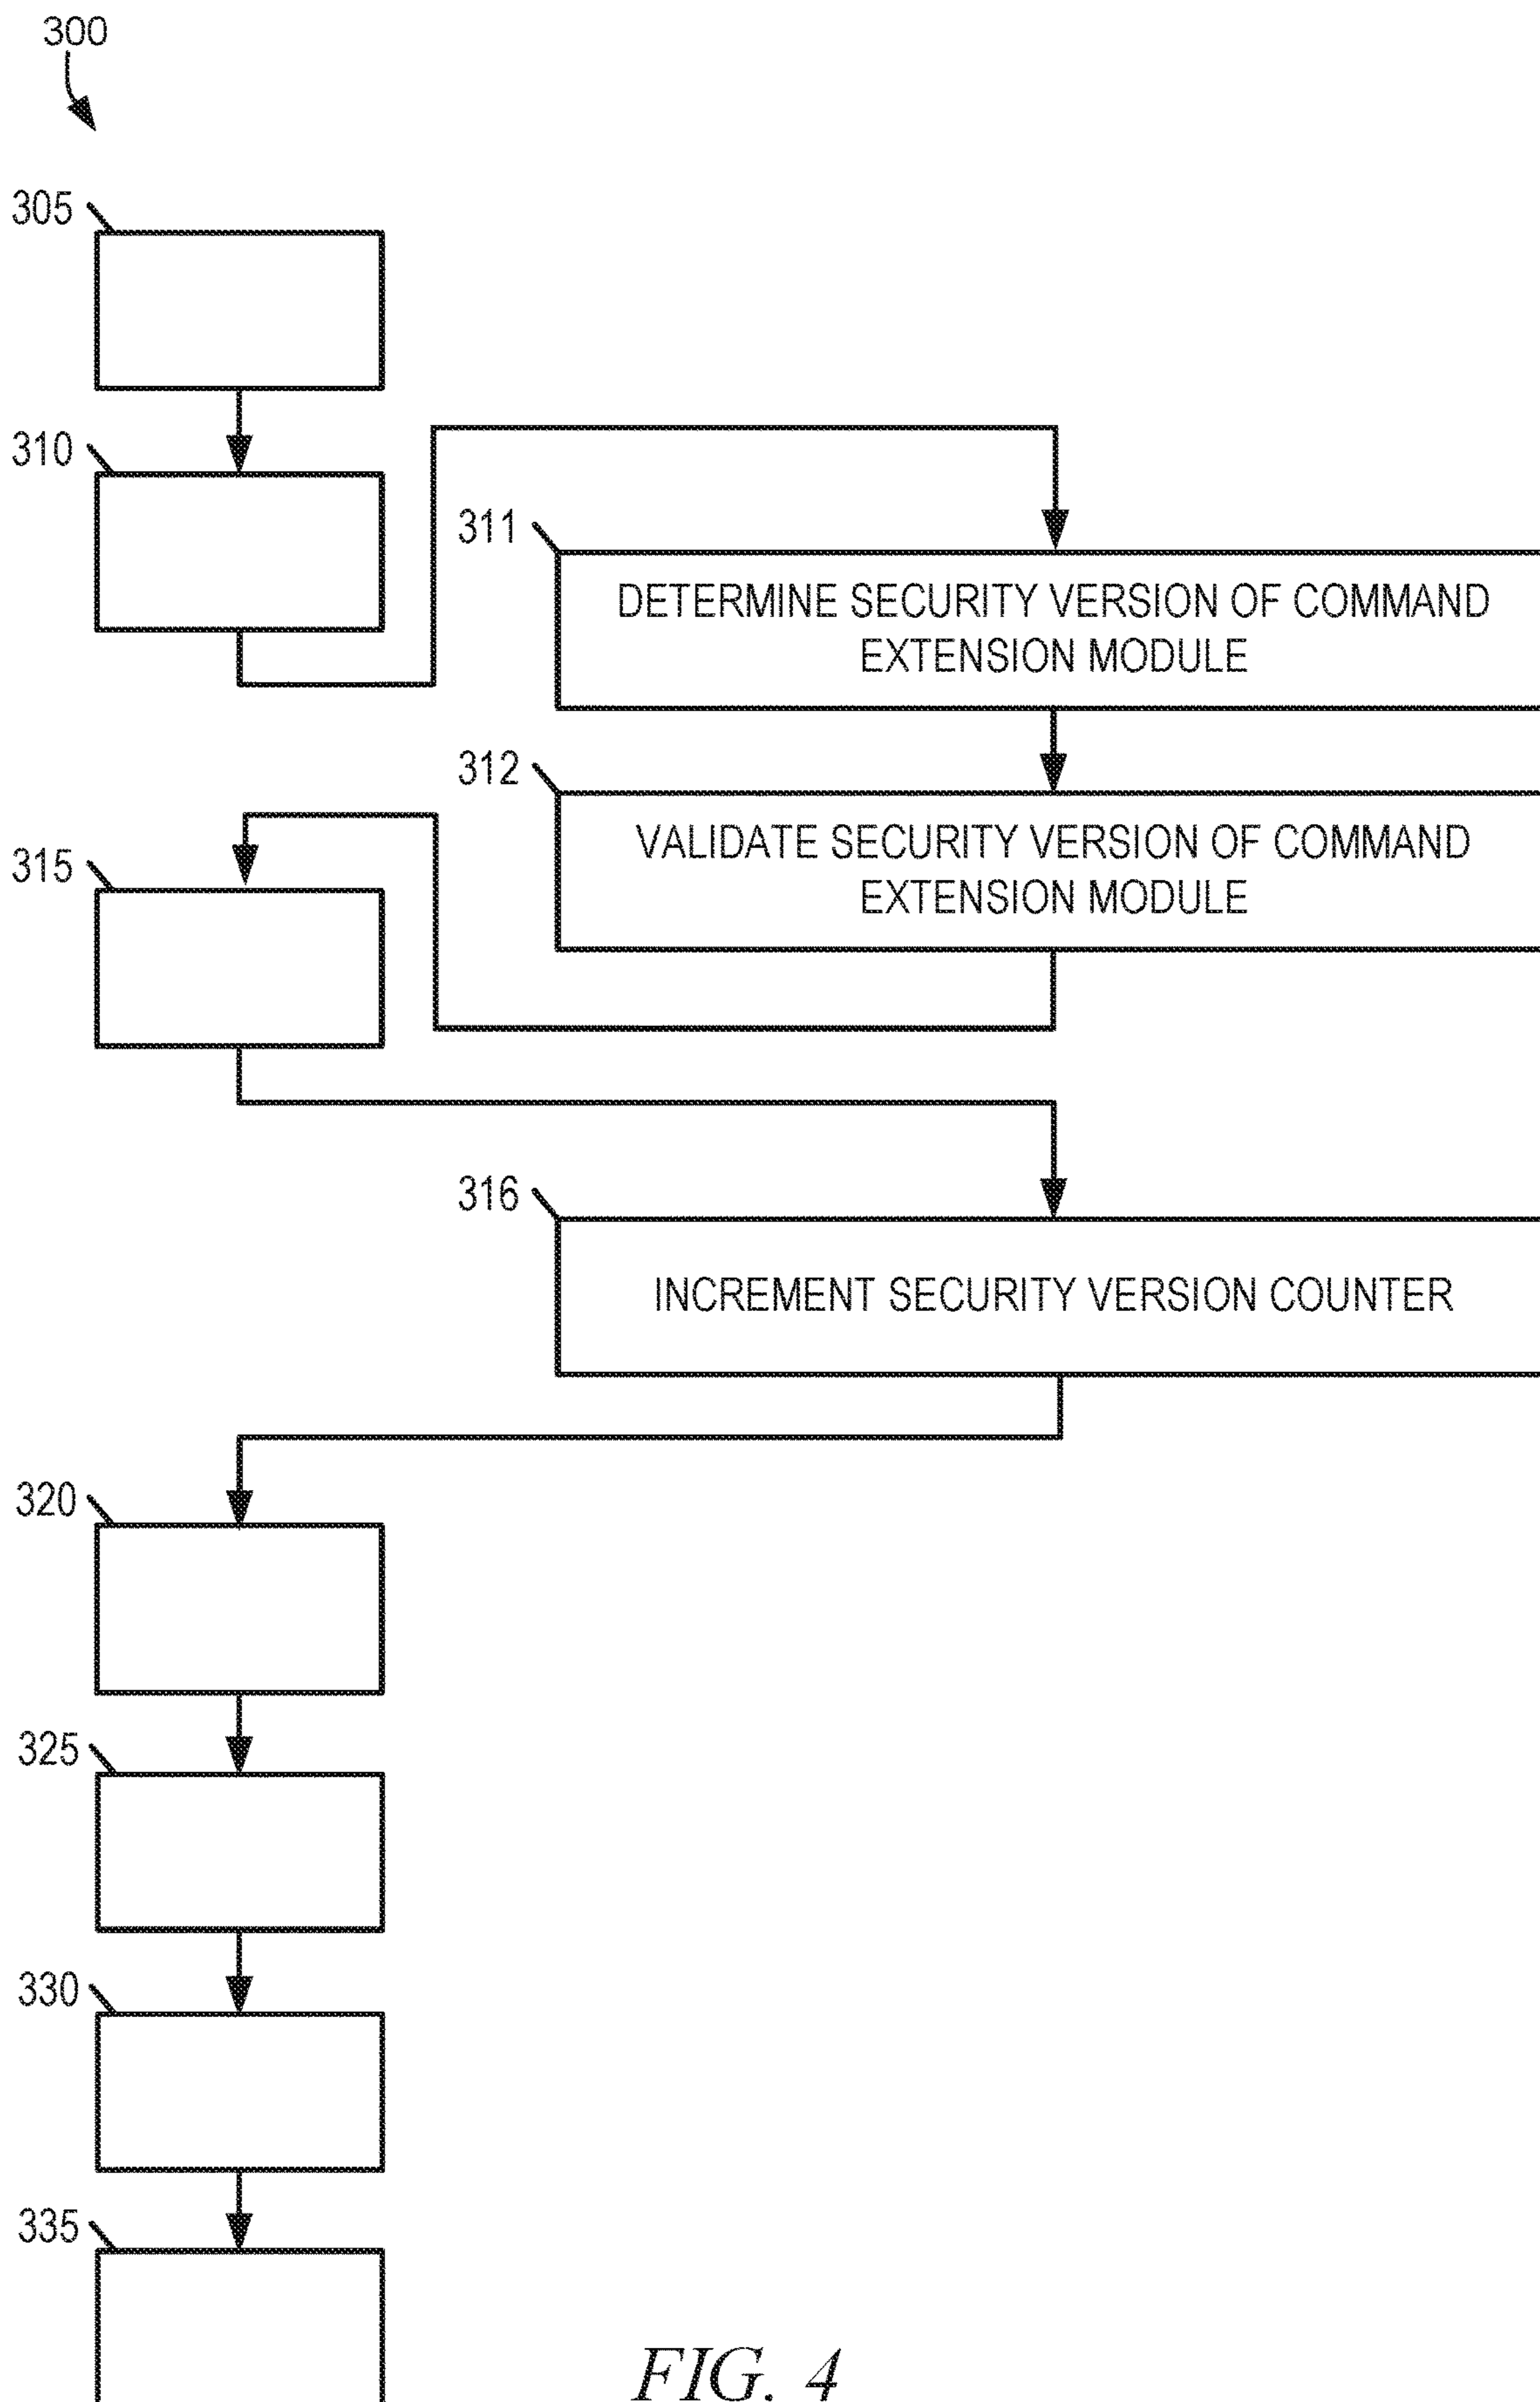 300
305
310
311
DETERMINE SECURITY VERSION OF COMMAND
EXTENSION MODULE
312
VALIDATE SECURITY VERSION OF COMMAND
EXTENSION MODULE
315
316
INCREMENT SECURITY VERSION COUNTER
320
325
330
335
FIG. 4